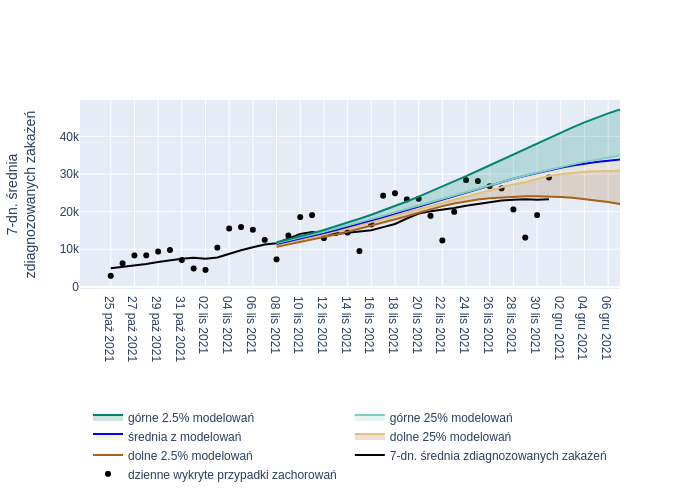 7-dn. średnia
zdiagnozowanych zakażeń
40k
30k
20k
10k
0
25 paź 2021
27 paź 2021
29 paź 2021
31 paź 2021
02 lis 2021
04 lis 2021
06 lis 2021
08 lis 2021
10 lis 2021
12 lis 2021
14 lis 2021
16 lis 2021
18 lis 2021
20 lis 2021
22 lis 2021
24 lis 2021
26 lis 2021
28 lis 2021
30 lis 2021
02 gru 2021
04 gru 2021
06 gru 2021
górne 2.5% modelowań
górne 25% modelowań
średnia z modelowań
dolne 25% modelowań
dolne 2.5% modelowań
7-dn. średnia zdiagnozowanych zakażeń
dzienne wykryte przypadki zachorowań